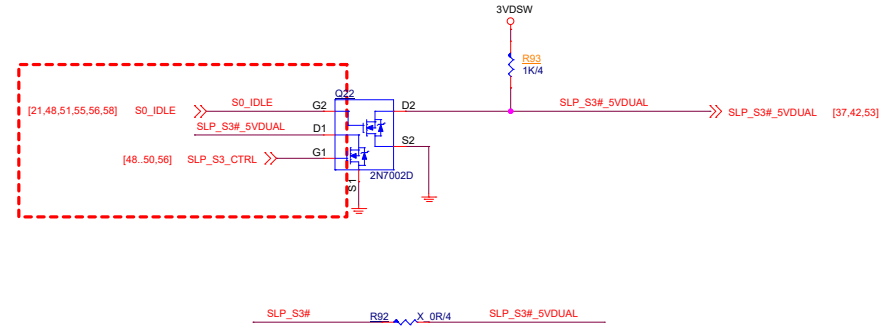 3VDSW
R93
1K/4
Q22
[21,48,51,55,56,58] S0_IDLE S0_IDLE G2 D2 SLP_S3#_5VDUAL SLP_S3#_5VDUAL [37,42,53]
SLP_S3#_5VDUAL D1
S2
[48..50,56] SLP_S3_CTRL G1
2N7002D
S1
SLP_S3# R92 X_0R/4 SLP_S3#_5VDUAL